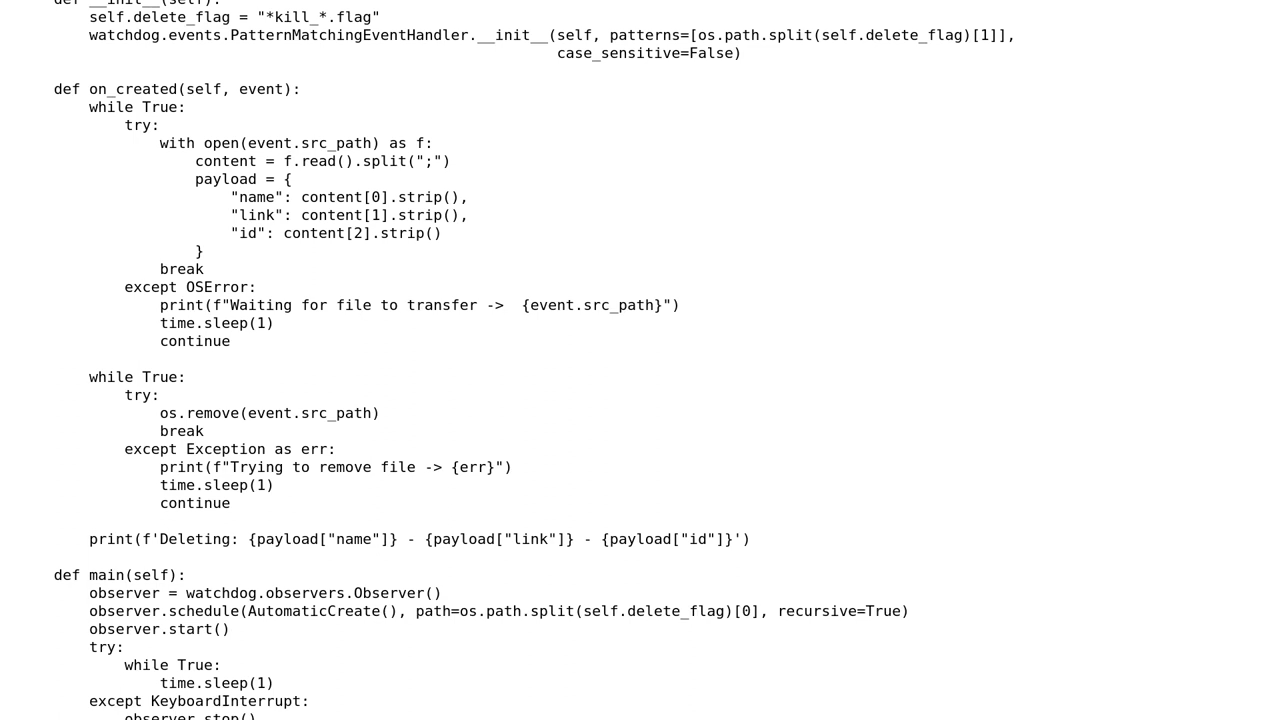 def __init__(self):
self.delete_flag = "*kill_*.flag"
watchdog.events.PatternMatchingEventHandler.__init__(self, patterns=[os.path.split(self.delete_flag)[1]],
case_sensitive=False)
def on_created(self, event):
while True:
try:
with open(event.src_path) as f:
content = f.read().split(";")
payload = {
"name": content[0].strip(),
"link": content[1].strip(),
"id": content[2].strip()
}
break
except OSError:
print(f"Waiting for file to transfer ->  {event.src_path}")
time.sleep(1)
continue
while True:
try:
os.remove(event.src_path)
break
except Exception as err:
print(f"Trying to remove file -> {err}")
time.sleep(1)
continue
print(f'Deleting: {payload["name"]} - {payload["link"]} - {payload["id"]}')
def main(self):
observer = watchdog.observers.Observer()
observer.schedule(AutomaticCreate(), path=os.path.split(self.delete_flag)[0], recursive=True)
observer.start()
try:
while True:
time.sleep(1)
except KeyboardInterrupt:
observer.stop()